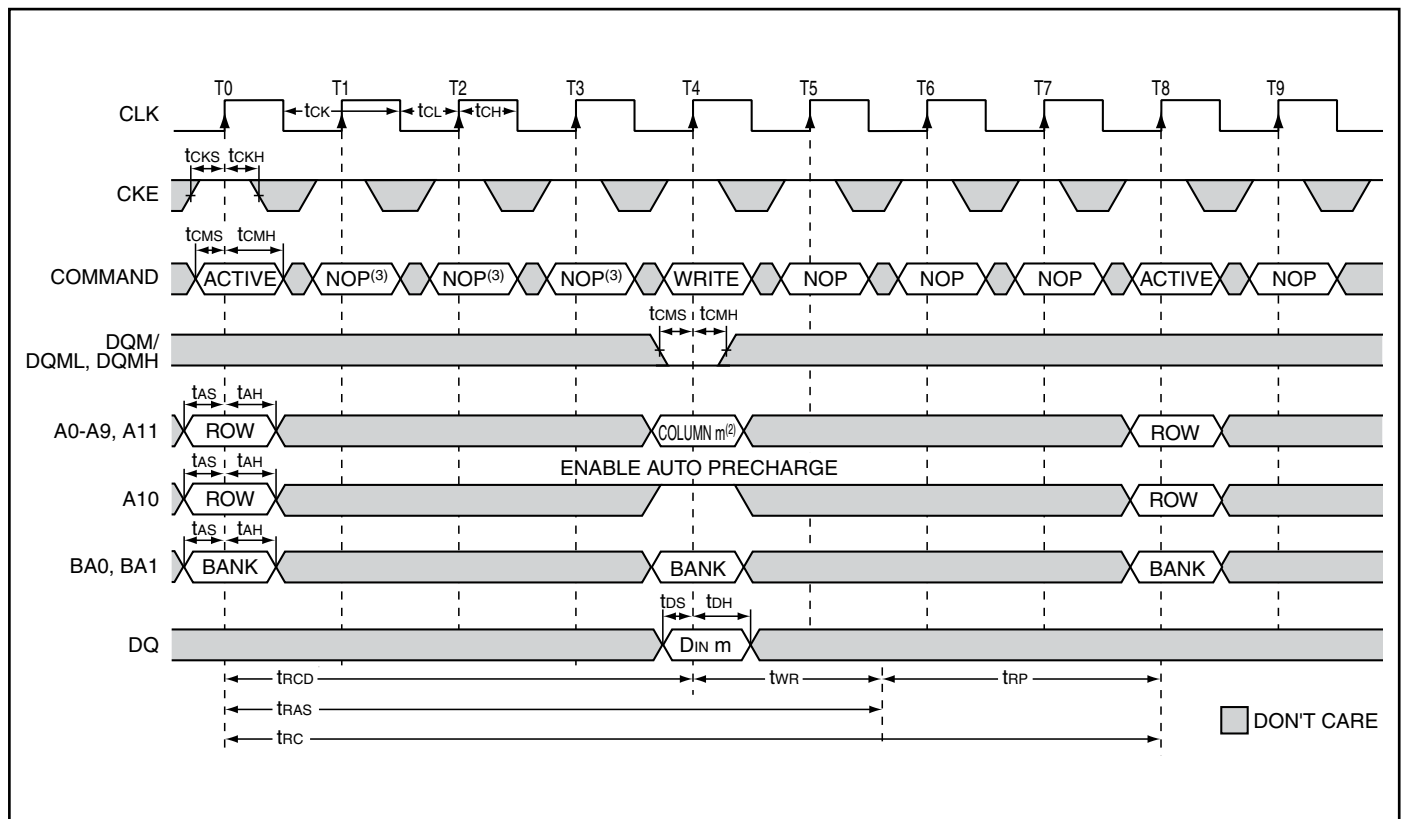 T0 T1 T2 T3 T4 T5 T6 T7 T8 T9
CLK tCK tCL tCH
tCKS tCKH
CKE
tCMS tCMH
COMMAND ACTIVE NOP(3) NOP(3) NOP(3) WRITE NOP NOP NOP ACTIVE NOP
tCMS tCMH
DQM/
DQML, DQMH
tAS tAH
A0-A9, A11 ROW COLUMN m(2) ROW
tAS tAH ENABLE AUTO PRECHARGE
A10 ROW ROW
tAS tAH
BA0, BA1 BANK BANK BANK
tDS tDH
DQ DIN m
tRCD tWR tRP
tRAS
DON'T CARE
tRC